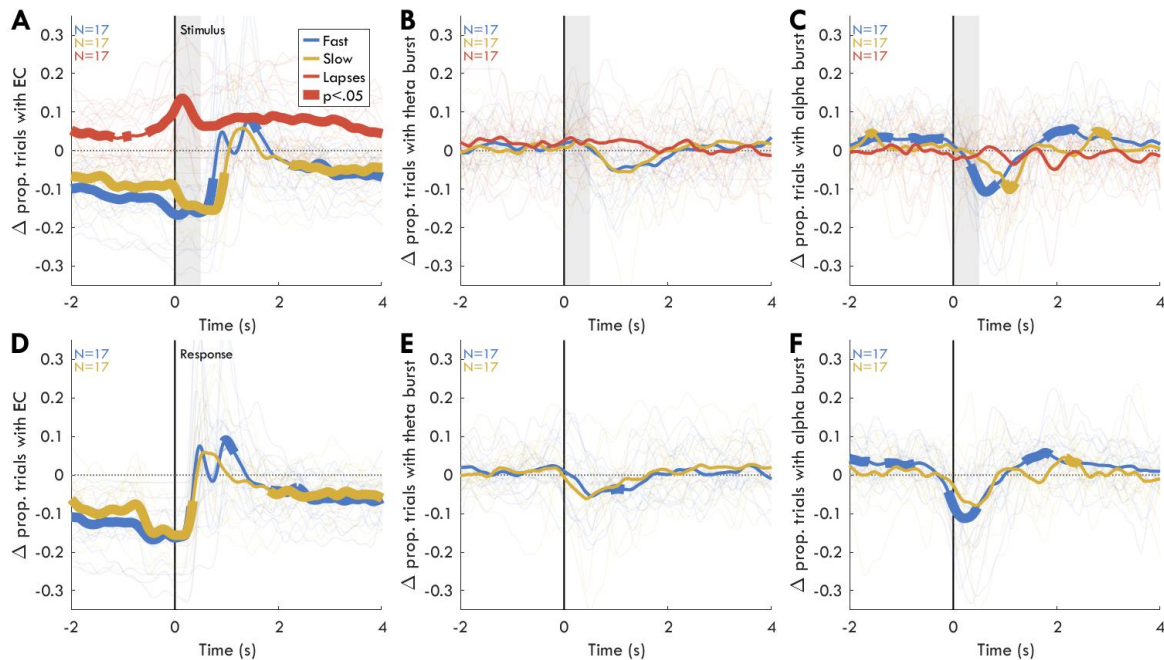 A
N=17
N=17
N=17
Stimulus
Fast
Slow
Lapses
p<.05
Δ prop. trials with EC
0.3
0.2
0.1
0
-0.1
-0.2
-0.3
-2 0 2 4
Time (s)
B
N=17
N=17
N=17
Δ prop. trials with theta burst
0.3
0.2
0.1
0
-0.1
-0.2
-0.3
-2 0 2 4
Time (s)
C
N=17
N=17
N=17
Δ prop. trials with alpha burst
0.3
0.2
0.1
0
-0.1
-0.2
-0.3
-2 0 2 4
Time (s)
D
N=17
N=17
Response
Δ prop. trials with EC
0.3
0.2
0.1
0
-0.1
-0.2
-0.3
-2 0 2 4
Time (s)
E
N=17
N=17
Δ prop. trials with theta burst
0.3
0.2
0.1
0
-0.1
-0.2
-0.3
-2 0 2 4
Time (s)
F
N=17
N=17
Δ prop. trials with alpha burst
0.3
0.2
0.1
0
-0.1
-0.2
-0.3
-2 0 2 4
Time (s)